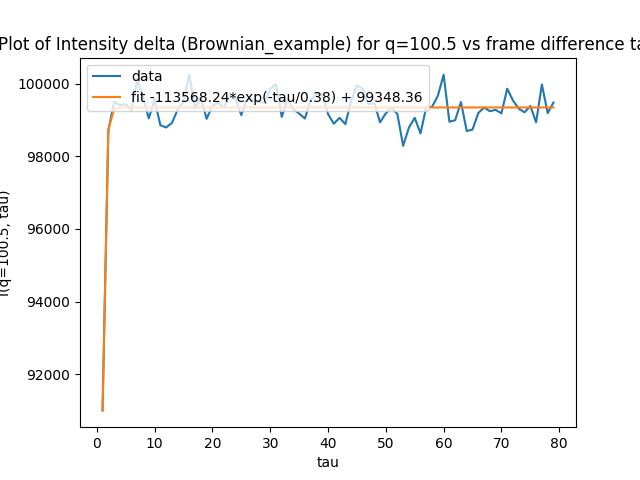 Plot of Intensity delta (Brownian_example) for q=100.5 vs frame difference
data
fit -113568.24*exp(-tau/0.38) + 99348.36
100000
98000
96000
94000
92000
(q=100.5, tau)
0 10 20 30 40 50 60 70 80
tau